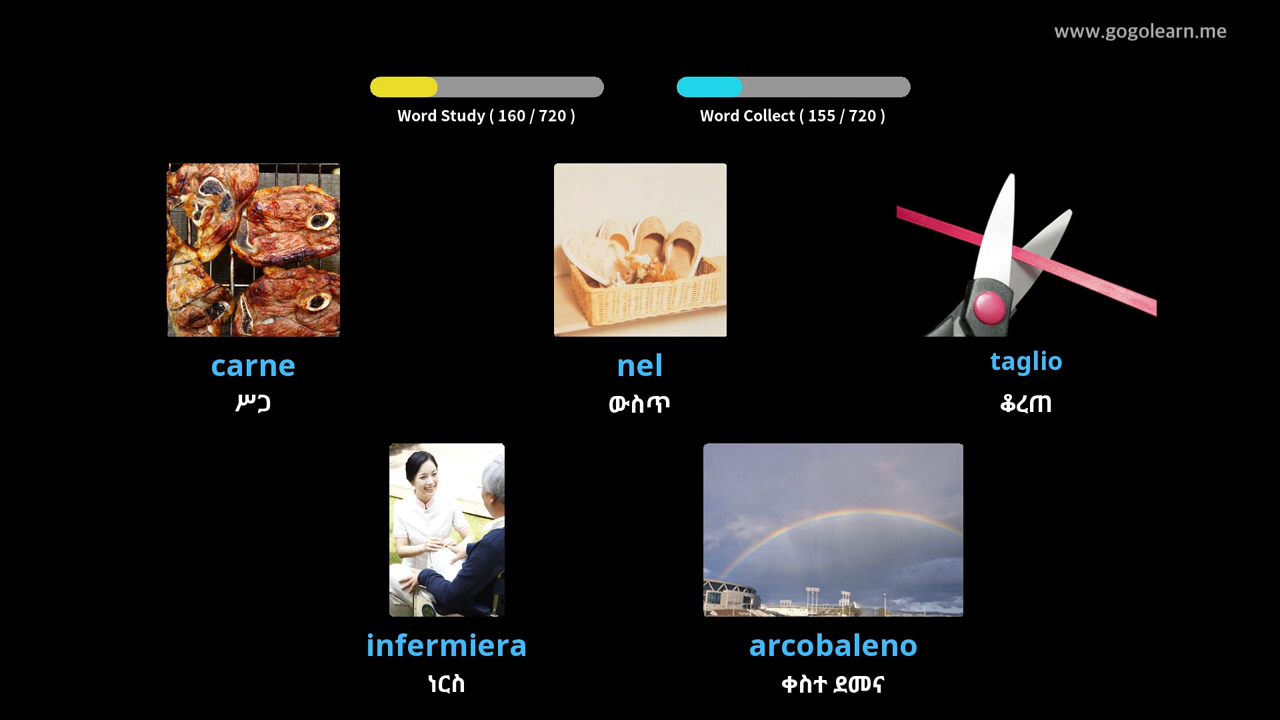 www.gogolearn.me
Word Study ( 160 / 720 )
Word Collect ( 155 / 720 )
carne
ሥጋ
nel
ውስጥ
taglio
ቆረጠ
infermiera
ነርስ
arcobaleno
ቀስተ ደመና